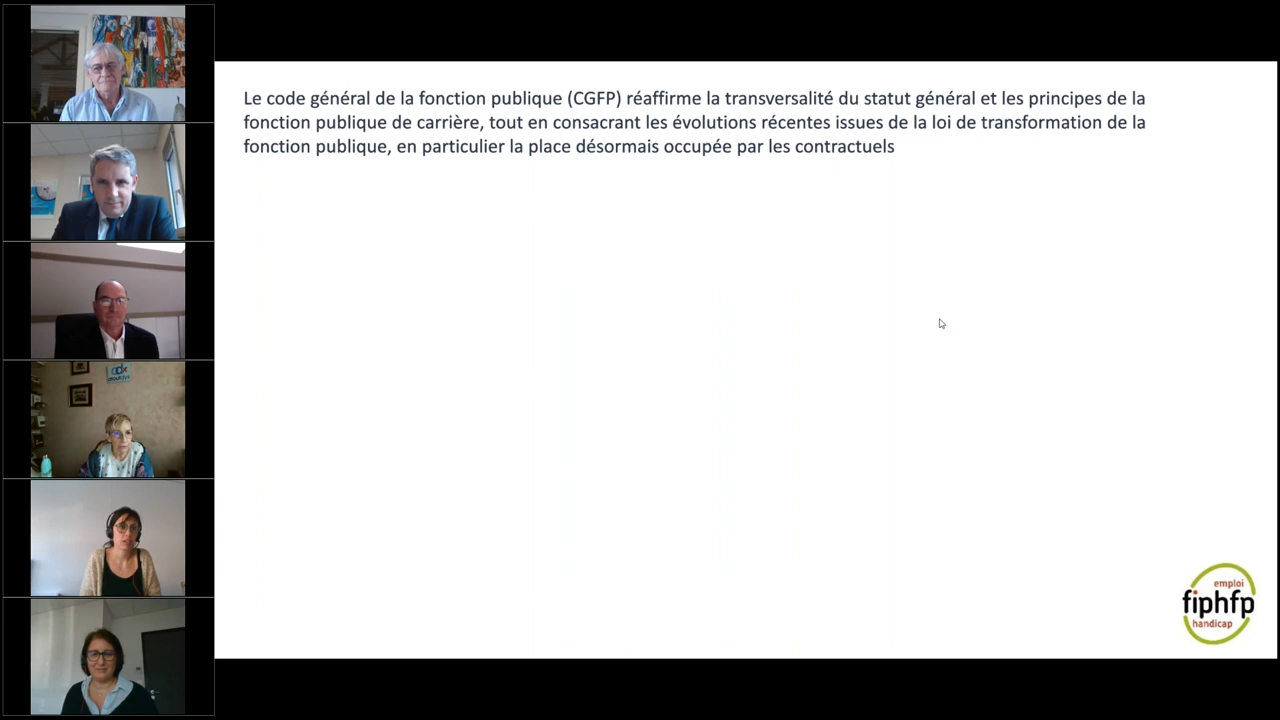 Le code général de la fonction publique (CGFP) réaffirme la transversalité du statut général et les principes de la
fonction publique de carrière, tout en consacrant les évolutions récentes issues de la loi de transformation de la
fonction publique, en particulier la place désormais occupée par les contractuels
emploi
fiphfp
handicap